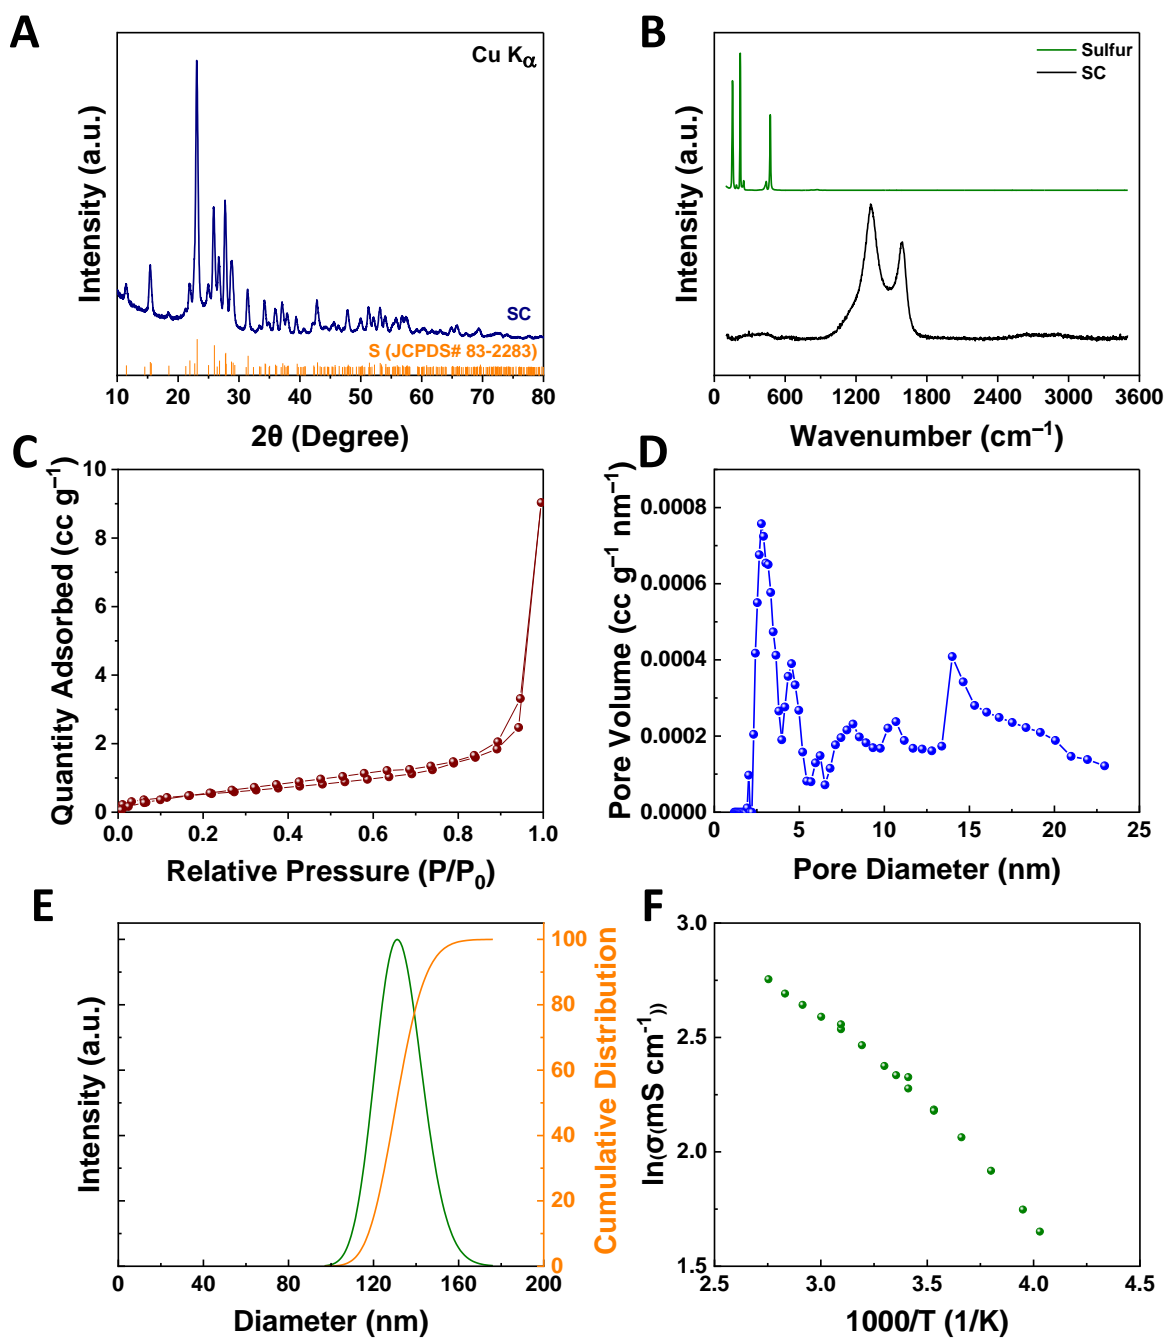 A
Cu Kα
Intensity (a.u.)
SC
S (JCPDS# 83-2283)
10 20 30 40 50 60 70 80
2θ (Degree)
B
Sulfur
SC
Intensity (a.u.)
0 600 1200 1800 2400 3000 3600
Wavenumber (cm⁻¹)
C
Quantity Adsorbed (cc g⁻¹)
10
8
6
4
2
0
0.0 0.2 0.4 0.6 0.8 1.0
Relative Pressure (P/P₀)
D
Pore Volume (cc g⁻¹ nm⁻¹)
0.0008
0.0006
0.0004
0.0002
0.0000
0 5 10 15 20 25
Pore Diameter (nm)
E
Intensity (a.u.)
100
80
60
40
20
0
Cumulative Distribution
0 40 80 120 160 200
Diameter (nm)
F
ln(σ(mS cm⁻¹))
3.0
2.5
2.0
1.5
2.5 3.0 3.5 4.0 4.5
1000/T (1/K)